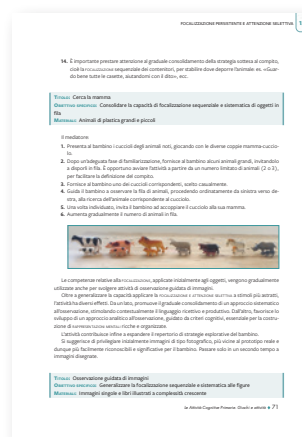 FOCALIZZAZIONE PERSISTENTE E ATTENZIONE SELETTIVA
14. È importante prestare attenzione al graduale consolidamento della strategia sottesa al compito,
cioè la FOCALIZZAZIONE sequenziale dei contenitori, per stabilire dove deporre l'animale: es. «Guar-
do bene tutte le casette, aiutandomi con il dito», ecc.
TITOLO: Cerca la mamma
OBIETTIVO SPECIFICO: Consolidare la capacità di focalizzazione sequenziale e sistematica di oggetti in
fila
MATERIALE: Animali di plastica grandi e piccoli
Il mediatore:
1. Presenta al bambino i cuccioli degli animali noti, giocando con le diverse coppie mamma-cuccio-
lo.
2. Dopo un'adeguata fase di familiarizzazione, fornisce al bambino alcuni animali grandi, invitandolo
a disporli in fila. È opportuno avviare l'attività a partire da un numero limitato di animali (2 o 3),
per facilitare la definizione del compito.
3. Fornisce al bambino uno dei cuccioli corrispondenti, scelto casualmente.
4. Guida il bambino a osservare la fila di animali, procedendo ordinatamente da sinistra verso de-
stra, alla ricerca dell'animale corrispondente al cucciolo.
5. Una volta individuato, invita il bambino ad accoppiare il cucciolo alla sua mamma.
6. Aumenta gradualmente il numero di animali in fila.
Le competenze relative alla FOCALIZZAZIONE, applicate inizialmente agli oggetti, vengono gradualmente
utilizzate anche per svolgere attività di osservazione guidata di immagini.
Oltre a generalizzare la capacità applicare la FOCALIZZAZIONE E ATTENZIONE SELETTIVA a stimoli più astratti,
l'attività ha diversi effetti. Da un lato, promuove il graduale consolidamento di un approccio sistematico
all'osservazione, stimolando contestualmente il linguaggio ricettivo e produttivo. Dall'altro, favorisce lo
sviluppo di un approccio analitico all'osservazione, guidato da criteri cognitivi, essenziale per la costru-
zione di RAPPRESENTAZIONI MENTALI ricche e organizzate.
L'attività contribuisce infine a espandere il repertorio di strategie esplorative del bambino.
Si suggerisce di privilegiare inizialmente immagini di tipo fotografico, più vicine al prototipo reale e
dunque più facilmente riconoscibili e significative per il bambino. Passare solo in un secondo tempo a
immagini disegnate.
TITOLO: Osservazione guidata di immagini
OBIETTIVO SPECIFICO: Generalizzare la focalizzazione sequenziale e sistematica alle figure
MATERIALE: Immagini singole e libri illustrati a complessità crescente
Le Abilità Cognitive Primarie. Giochi e attività • 71